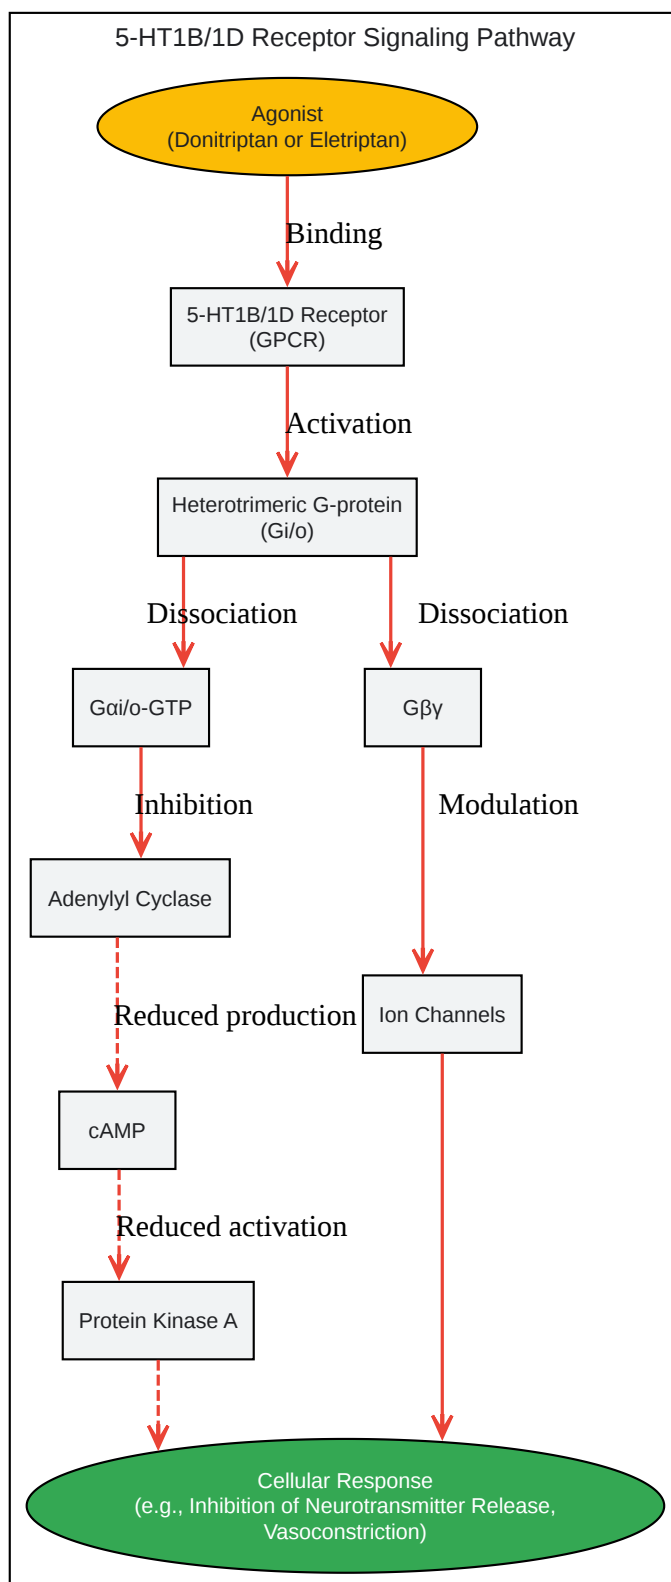 5-HT1B/1D Receptor Signaling Pathway
Agonist
(Donitriptan or Eletriptan)
Binding
5-HT1B/1D Receptor
(GPCR)
Activation
Heterotrimeric G-protein
(Gi/o)
Dissociation
Dissociation
Gαi/o-GTP
Gβγ
Inhibition
Modulation
Adenylyl Cyclase
Reduced production
Ion Channels
cAMP
Reduced activation
Protein Kinase A
Cellular Response
(e.g., Inhibition of Neurotransmitter Release,
Vasoconstriction)